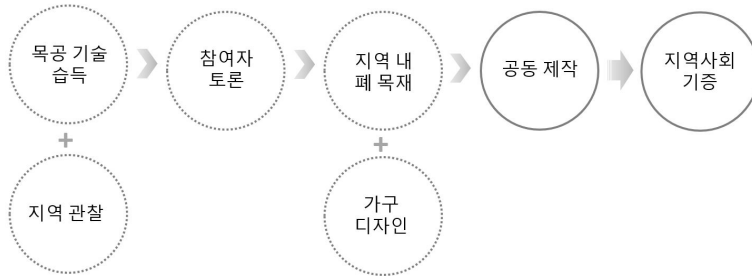 목공 기술
습득
참여자
토론
지역 내
폐 목재
공동 제작
지역사회
기증
+
+
지역 관찰
가구
디자인